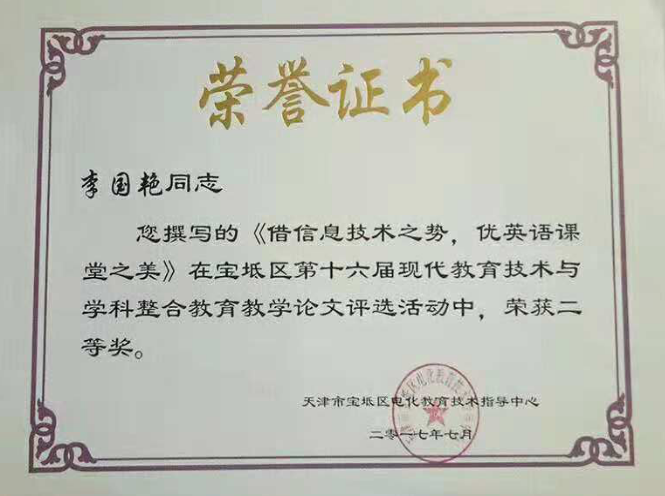 荣誉证书
李国艳同志
您撰写的《借信息技术之势，优英语课
堂之美》在宝坻区第十六届现代教育技术与
学科整合教育教学论文评选活动中，荣获二
等奖。
天津市宝坻区电化教育技术指导中心
二〇一七年七月